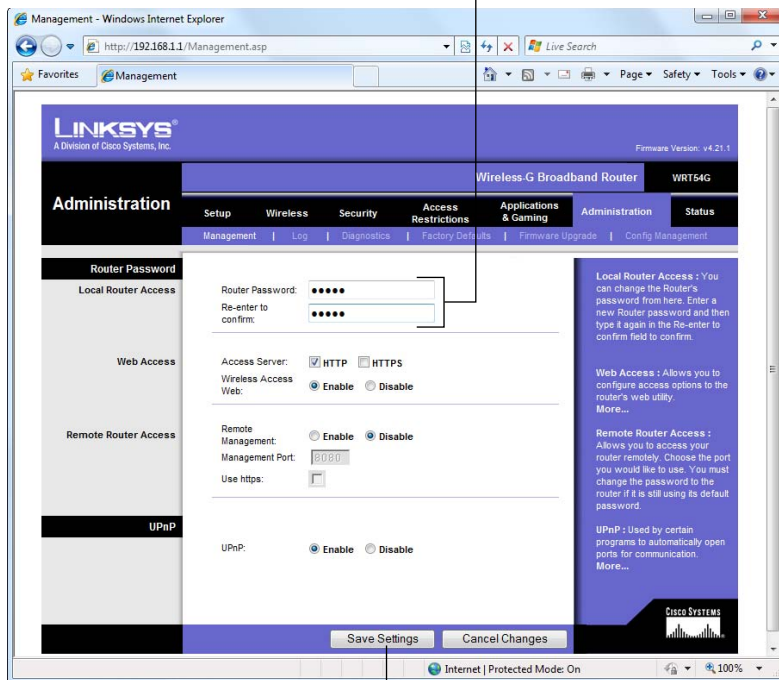 Management - Windows Internet Explorer
http://192.168.1.1/Management.asp
Live Search
Favorites
Management
Page
Safety
Tools
LINKSYS®
A Division of Cisco Systems, Inc.
Firmware Version: v4.21.1
Wireless-G Broadband Router
WRT54G
Administration
Setup
Wireless
Security
Access Restrictions
Applications & Gaming
Administration
Status
Management | Log | Diagnostics | Factory Defaults | Firmware Upgrade | Config Management
Router Password
Local Router Access
Router Password:
Re-enter to
confirm:
Web Access
Access Server:
HTTP
HTTPS
Wireless Access
Web:
Enable
Disable
Remote Router Access
Remote
Management:
Enable
Disable
Management Port:
8080
Use https:
UPnP
UPnP:
Enable
Disable
Local Router Access : You
can change the Router's
password from here. Enter a
new Router password and then
type it again in the Re-enter to
confirm field to confirm.
Web Access : Allows you to
configure access options to the
router's web utility.
More...
Remote Router Access :
Allows you to access your
router remotely. Choose the port
you would like to use. You must
change the password to the
router if it is still using its default
password.
UPnP : Used by certain
programs to automatically open
ports for communication.
More...
CISCO SYSTEMS
Save Settings
Cancel Changes
Internet | Protected Mode: On
100%